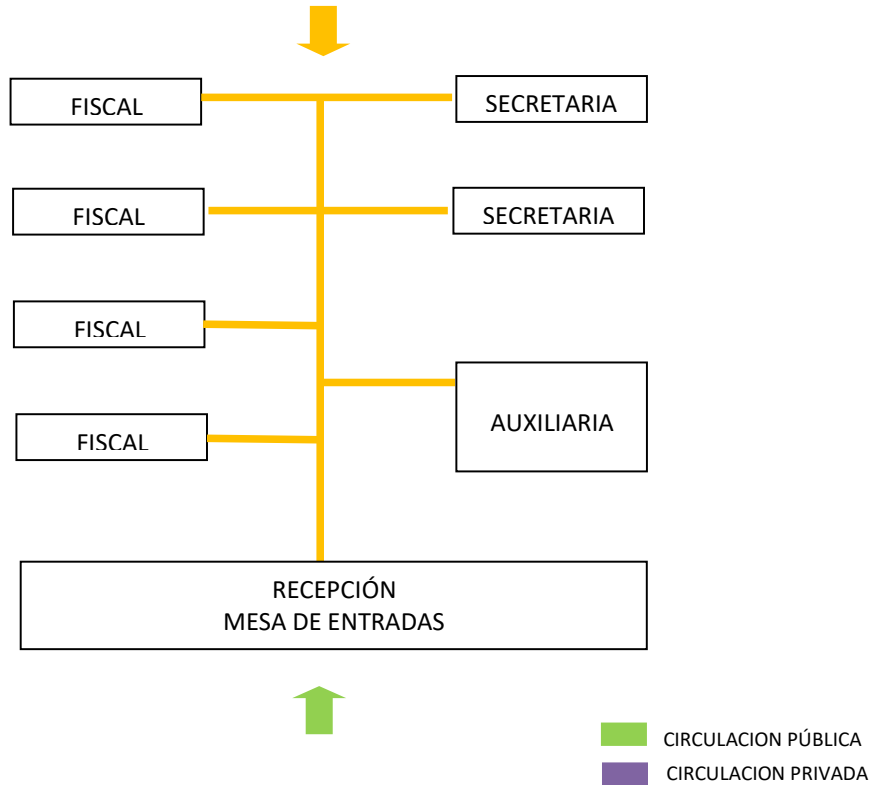 FISCAL
SECRETARIA
FISCAL
SECRETARIA
FISCAL
FISCAL
AUXILIARIA
RECEPCIÓN
MESA DE ENTRADAS
CIRCULACION PÚBLICA
CIRCULACION PRIVADA